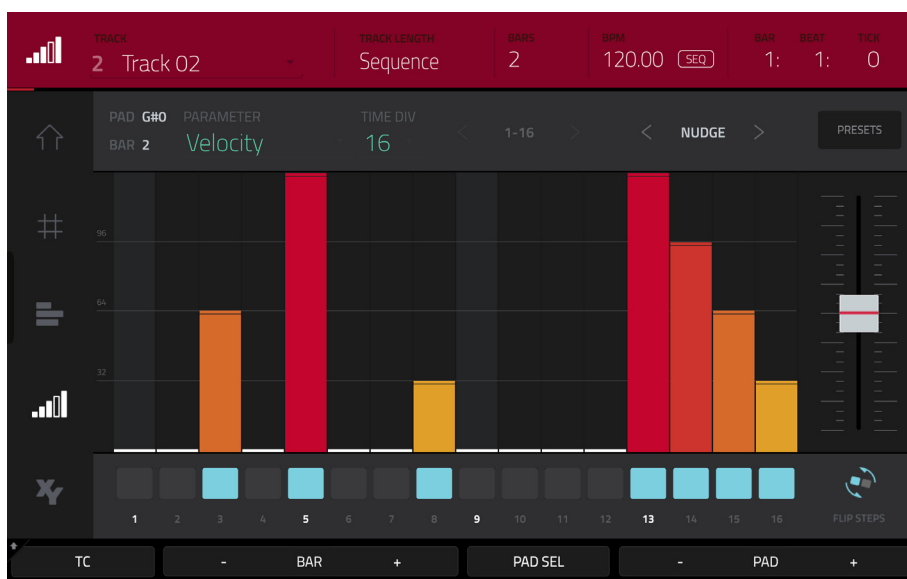 TRACK TRACK LENGTH BARS BPM BAR BEAT TICK
2 Track 02 Sequence 2 120.00 SEQ 1: 1: 0
PAD G#0 PARAMETER TIME DIV
BAR 2 Velocity 16 < 1-16 > < NUDGE > PRESETS
96
64
32
XY
1 2 3 4 5 6 7 8 9 10 11 12 13 14 15 16 FLIP STEPS
TC - BAR + PAD SEL - PAD +